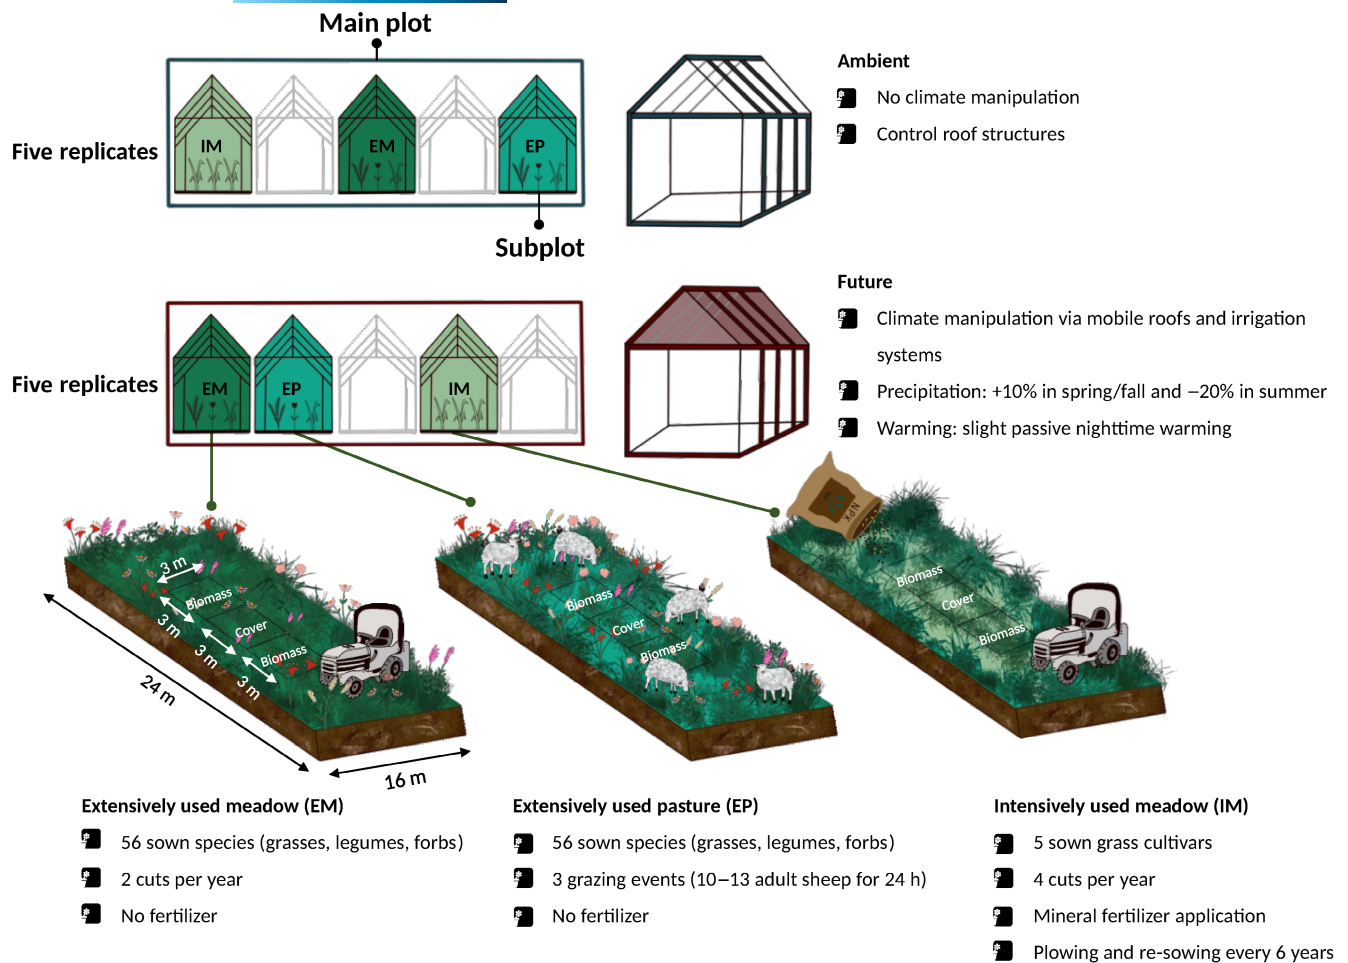 Main plot
Five replicates
IM
EM
EP
Subplot
Ambient
No climate manipulation
Control roof structures
Five replicates
EM
EP
IM
Future
Climate manipulation via mobile roofs and irrigation
systems
Precipitation: +10% in spring/fall and −20% in summer
Warming: slight passive nighttime warming
3 m
Biomass
Cover
Biomass
3 m
3 m
3 m
24 m
16 m
Biomass
Cover
Biomass
NPK
Biomass
Cover
Biomass
Extensively used meadow (EM)
56 sown species (grasses, legumes, forbs)
2 cuts per year
No fertilizer
Extensively used pasture (EP)
56 sown species (grasses, legumes, forbs)
3 grazing events (10−13 adult sheep for 24 h)
No fertilizer
Intensively used meadow (IM)
5 sown grass cultivars
4 cuts per year
Mineral fertilizer application
Plowing and re-sowing every 6 years